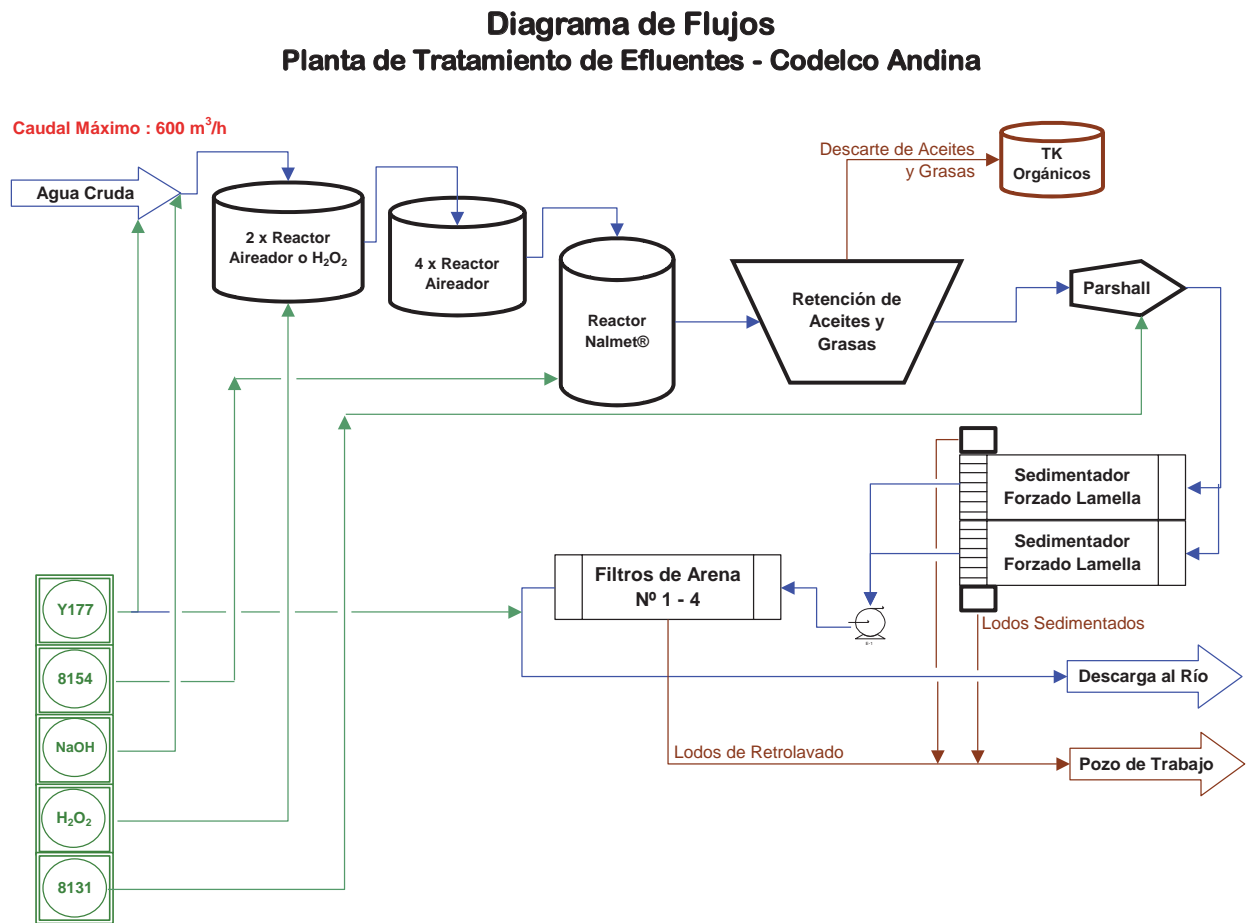 Diagrama de Flujos
Planta de Tratamiento de Efluentes - Codelco Andina
Caudal Máximo : 600 m³/h
Agua Cruda
2 x Reactor
Aireador o H₂O₂
4 x Reactor
Aireador
Reactor
Nalmet®
Descarte de Aceites
y Grasas
TK
Orgánicos
Retención de
Aceites y
Grasas
Parshall
Sedimentador
Forzado Lamella
Sedimentador
Forzado Lamella
Filtros de Arena
Nº 1 - 4
Lodos Sedimentados
Descarga al Río
Lodos de Retrolavado
Pozo de Trabajo
Y177
8154
NaOH
H₂O₂
8131